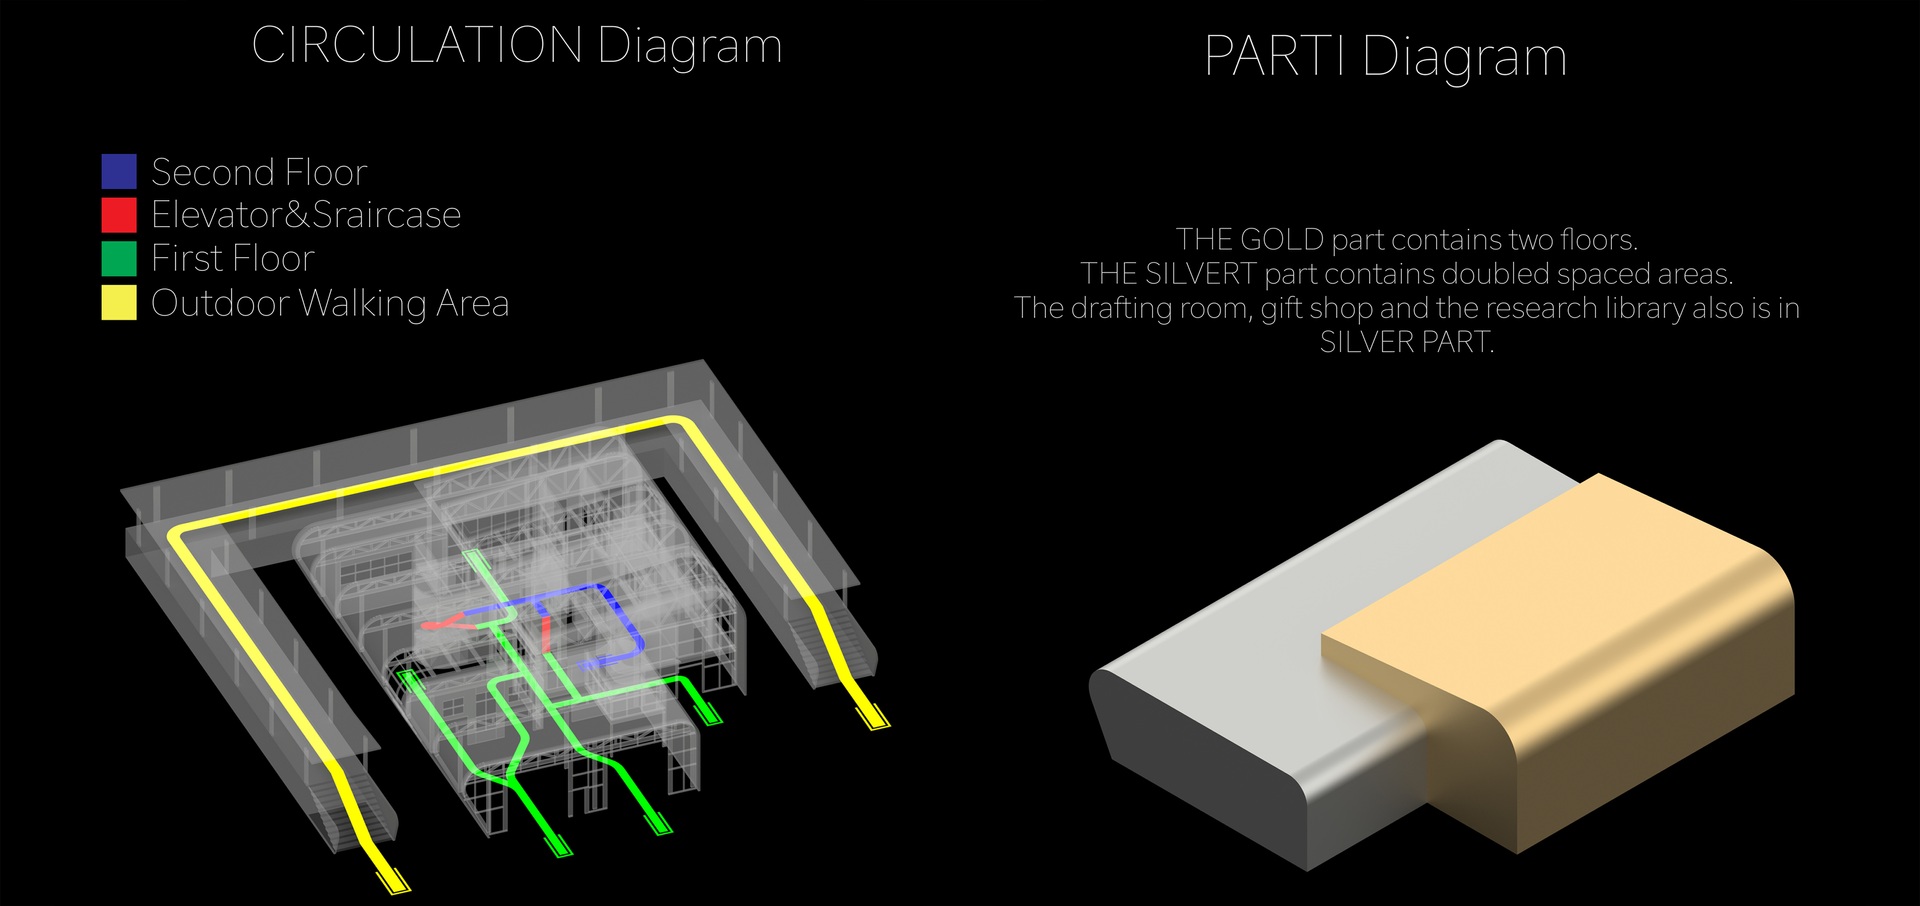 CIRCULATION Diagram
Second Floor
Elevator&Sraircase
First Floor
Outdoor Walking Area
PARTI Diagram
THE GOLD part contains two floors.
THE SILVERT part contains doubled spaced areas.
The drafting room, gift shop and the research library also is in
SILVER PART.